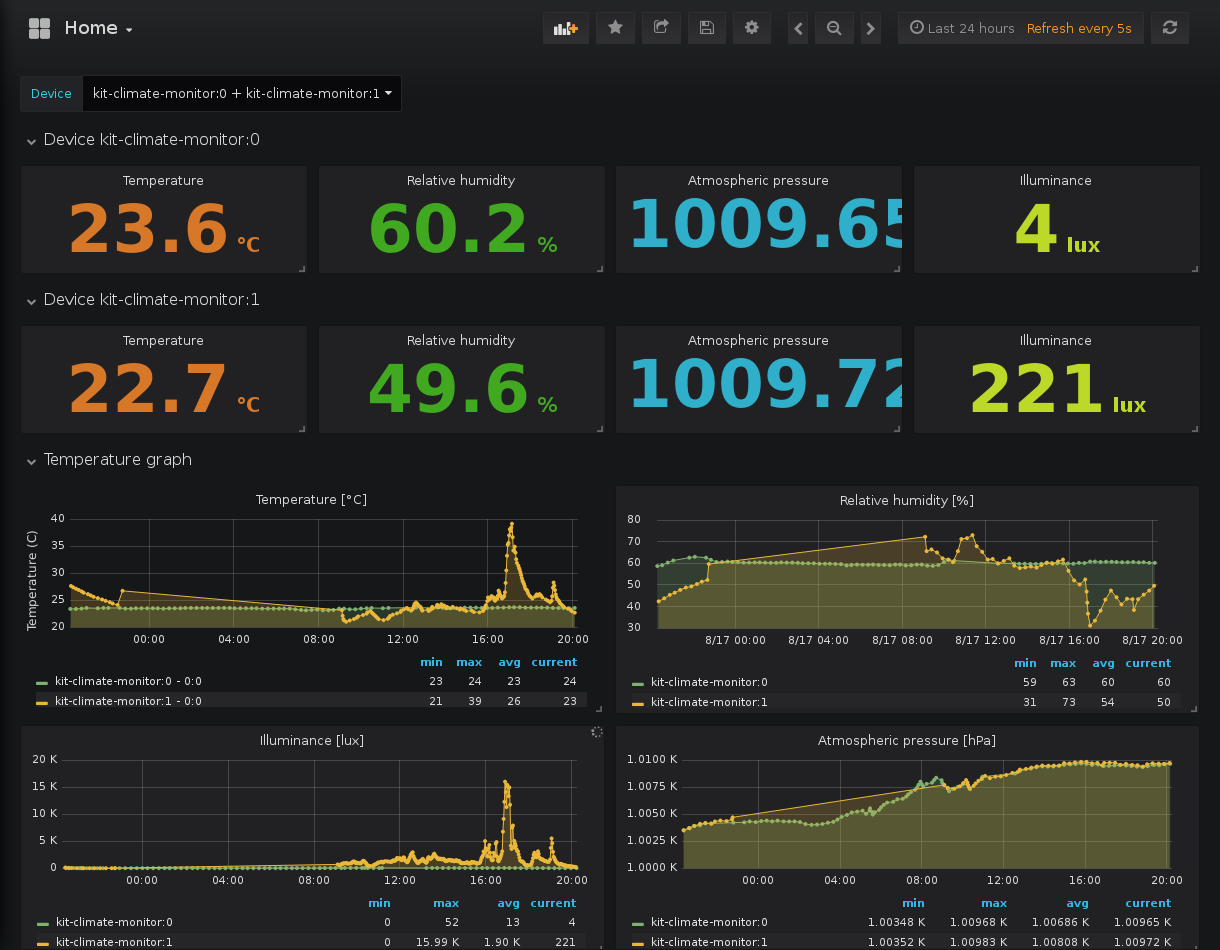 Home
Last 24 hours Refresh every 5s
Device kit-climate-monitor:0 + kit-climate-monitor:1
Device kit-climate-monitor:0
Temperature Relative humidity Atmospheric pressure Illuminance
23.6 °C 60.2 % 1009.65 4 lux
Device kit-climate-monitor:1
Temperature Relative humidity Atmospheric pressure Illuminance
22.7 °C 49.6 % 1009.72 221 lux
Temperature graph
Temperature [°C]
Temperature (C)
40
35
30
25
20
00:00 04:00 08:00 12:00 16:00 20:00
min max avg current
kit-climate-monitor:0 - 0:0 23 24 23 24
kit-climate-monitor:1 - 0:0 21 39 26 23
Relative humidity [%]
80
70
60
50
40
30
8/17 00:00 8/17 04:00 8/17 08:00 8/17 12:00 8/17 16:00 8/17 20:00
min max avg current
kit-climate-monitor:0 59 63 60 60
kit-climate-monitor:1 31 73 54 50
Illuminance [lux]
20 K
15 K
10 K
5 K
0
00:00 04:00 08:00 12:00 16:00 20:00
min max avg current
kit-climate-monitor:0 0 52 13 4
kit-climate-monitor:1 0 15.99 K 1.90 K 221
Atmospheric pressure [hPa]
1.0100 K
1.0075 K
1.0050 K
1.0025 K
1.0000 K
00:00 04:00 08:00 12:00 16:00 20:00
min max avg current
kit-climate-monitor:0 1.00348 K 1.00968 K 1.00686 K 1.00965 K
kit-climate-monitor:1 1.00352 K 1.00983 K 1.00808 K 1.00972 K